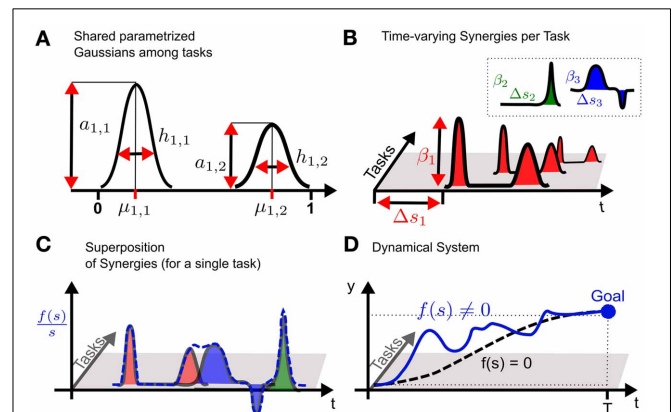 A
Shared parametrized
Gaussians among tasks
a₁,₁
h₁,₁
a₁,₂
h₁,₂
0
μ₁,₁
μ₁,₂
1
B
Time-varying Synergies per Task
β₂
Δs₂
β₃
Δs₃
Tasks
β₁
Δs₁
t
C
Superposition
of Synergies (for a single task)
f(s)
s
Tasks
t
D
Dynamical System
y
f(s) ≠ 0
Goal
Tasks
f(s) = 0
T
t